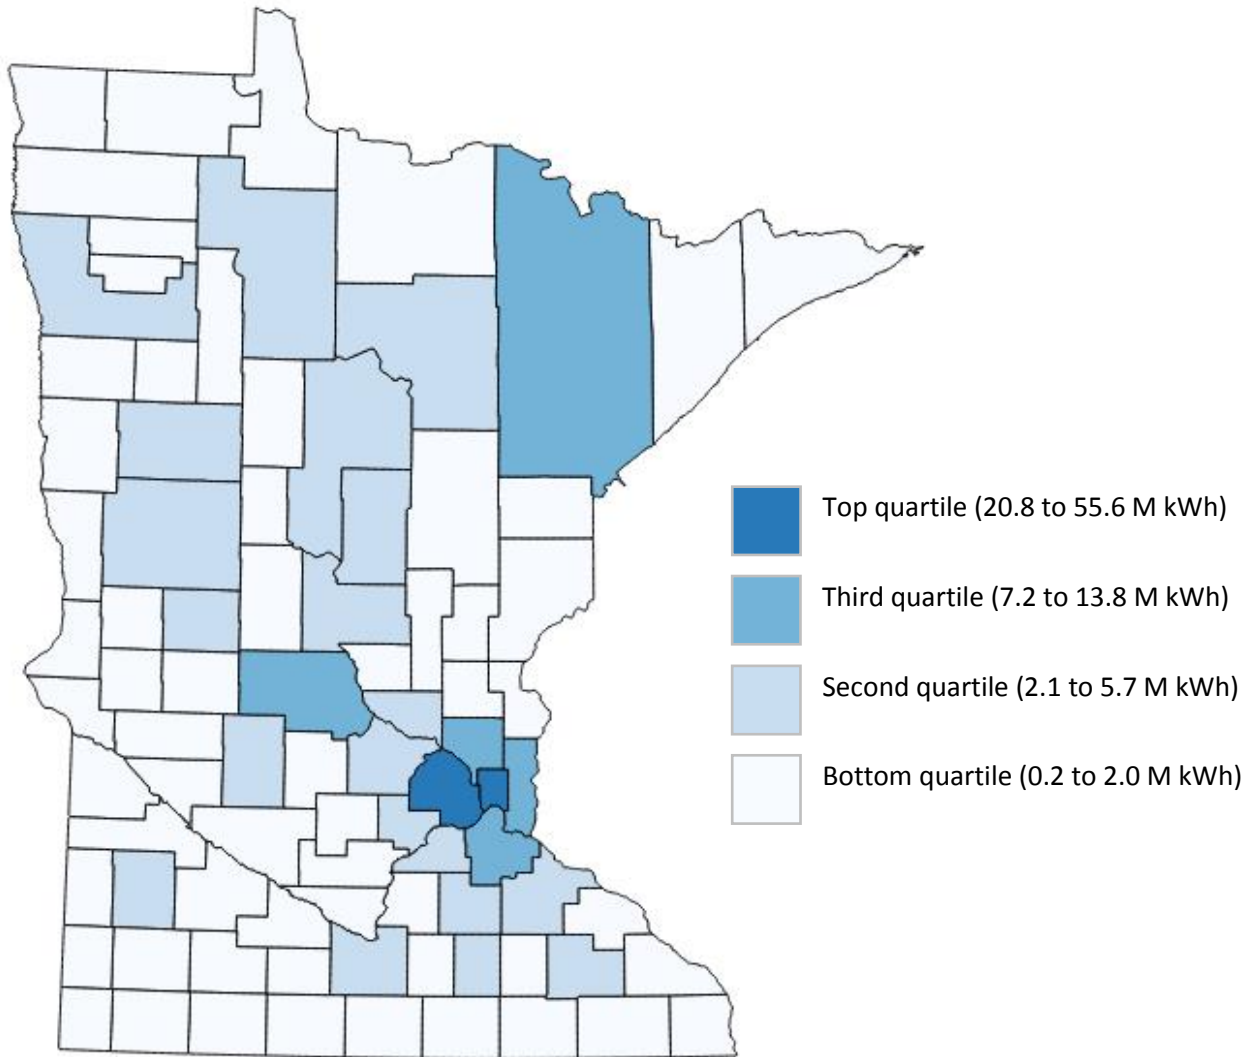 Top quartile (20.8 to 55.6 M kWh)
Third quartile (7.2 to 13.8 M kWh)
Second quartile (2.1 to 5.7 M kWh)
Bottom quartile (0.2 to 2.0 M kWh)